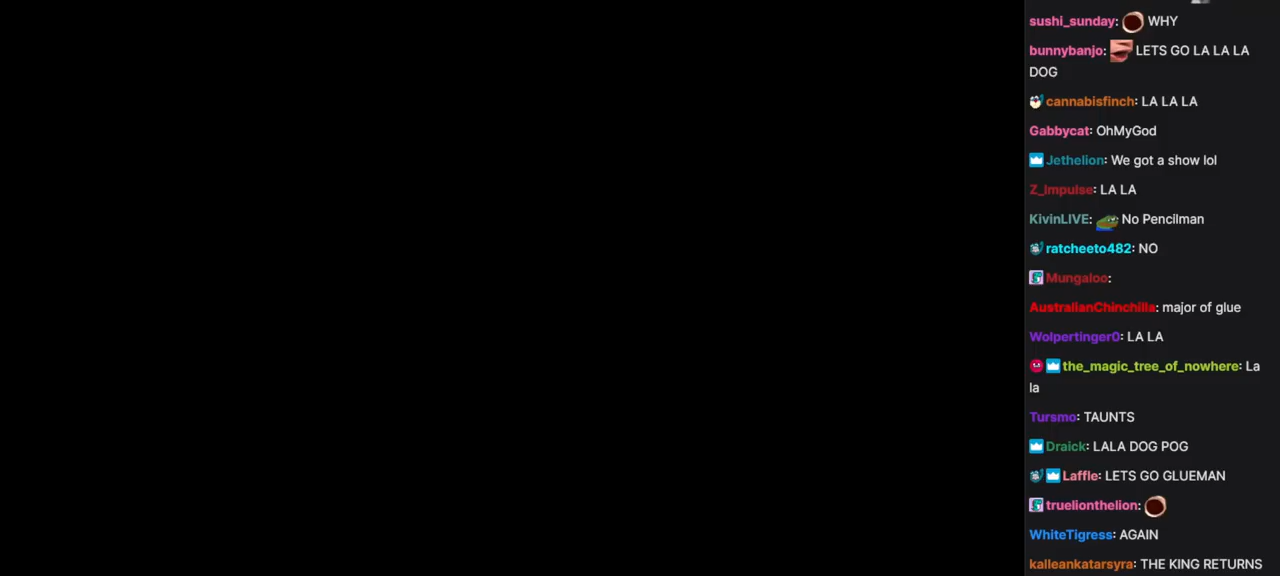 sushi_sunday: WHY
bunnybanjo: LETS GO LA LA LA
DOG
cannabisfinch: LA LA LA
Gabbycat: OhMyGod
Jethelion: We got a show lol
Z_Impulse: LA LA
KivinLIVE: No Pencilman
ratcheeto482: NO
Mungaloo:
AustralianChinchilla: major of glue
Wolpertinger0: LA LA
the_magic_tree_of_nowhere: La
la
Tursmo: TAUNTS
Draick: LALA DOG POG
Laffle: LETS GO GLUEMAN
truelionthelion:
WhiteTigress: AGAIN
kalleankatarsyra: THE KING RETURNS